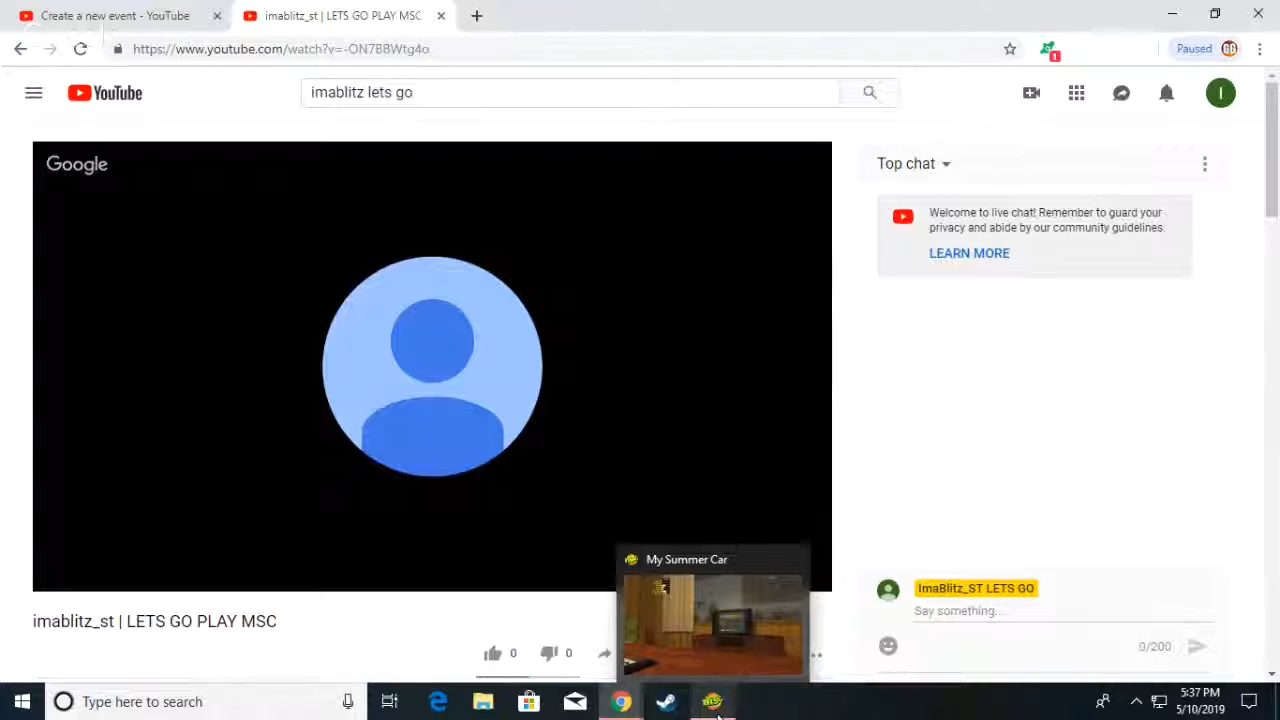 Create a new event - YouTube
imablitz_st | LETS GO PLAY MSC
https://www.youtube.com/watch?v=-ON7B8Wtg4o
1
Paused
YouTube
imablitz lets go
I
Google
Top chat
Welcome to live chat! Remember to guard your
privacy and abide by our community guidelines.
LEARN MORE
My Summer Car
ImaBlitz_ST LETS GO
Say something...
imablitz_st | LETS GO PLAY MSC
0
0
0/200
Type here to search
5:37 PM
5/10/2019